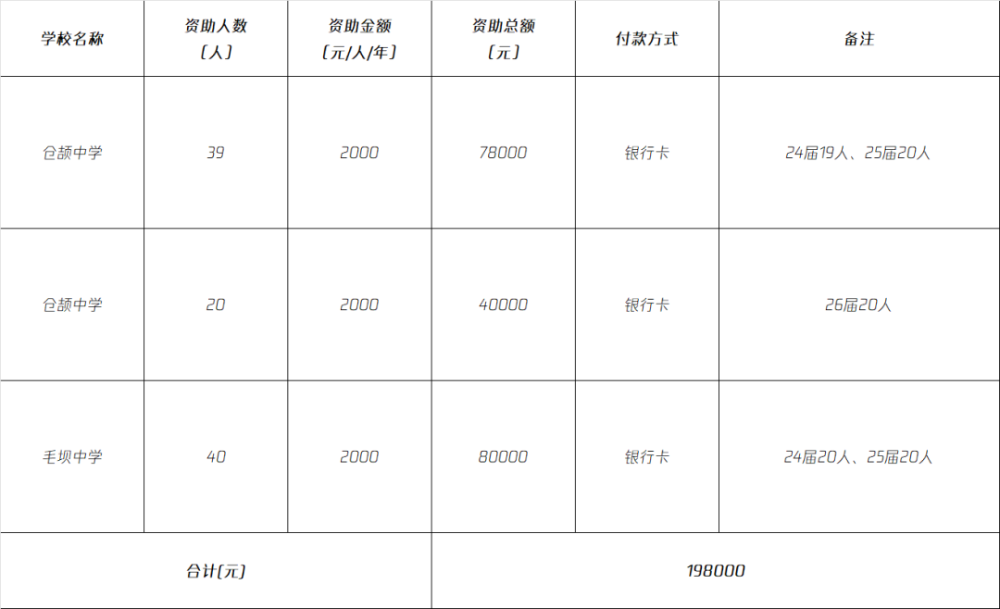 学校名称
资助人数
(人)
资助金额
(元/人/年)
资助总额
(元)
付款方式
备注
仓颉中学
39
2000
78000
银行卡
24届19人、25届20人
仓颉中学
20
2000
40000
银行卡
26届20人
毛坝中学
40
2000
80000
银行卡
24届20人、25届20人
合计(元)
198000